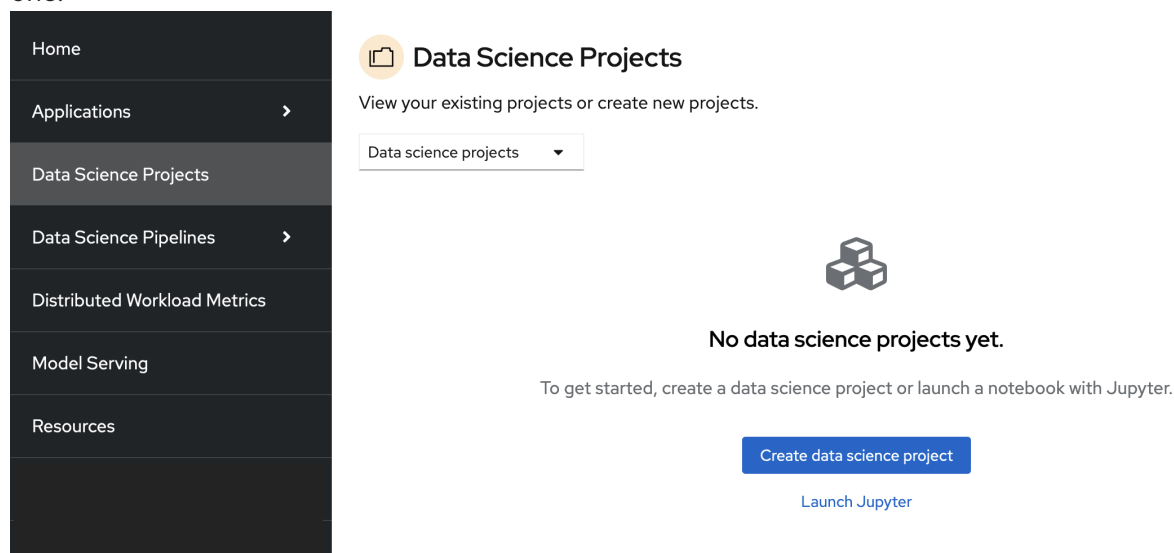 Home
Applications
Data Science Projects
Data Science Pipelines
Distributed Workload Metrics
Model Serving
Resources
Data Science Projects
View your existing projects or create new projects.
Data science projects
No data science projects yet.
To get started, create a data science project or launch a notebook with Jupyter.
Create data science project
Launch Jupyter